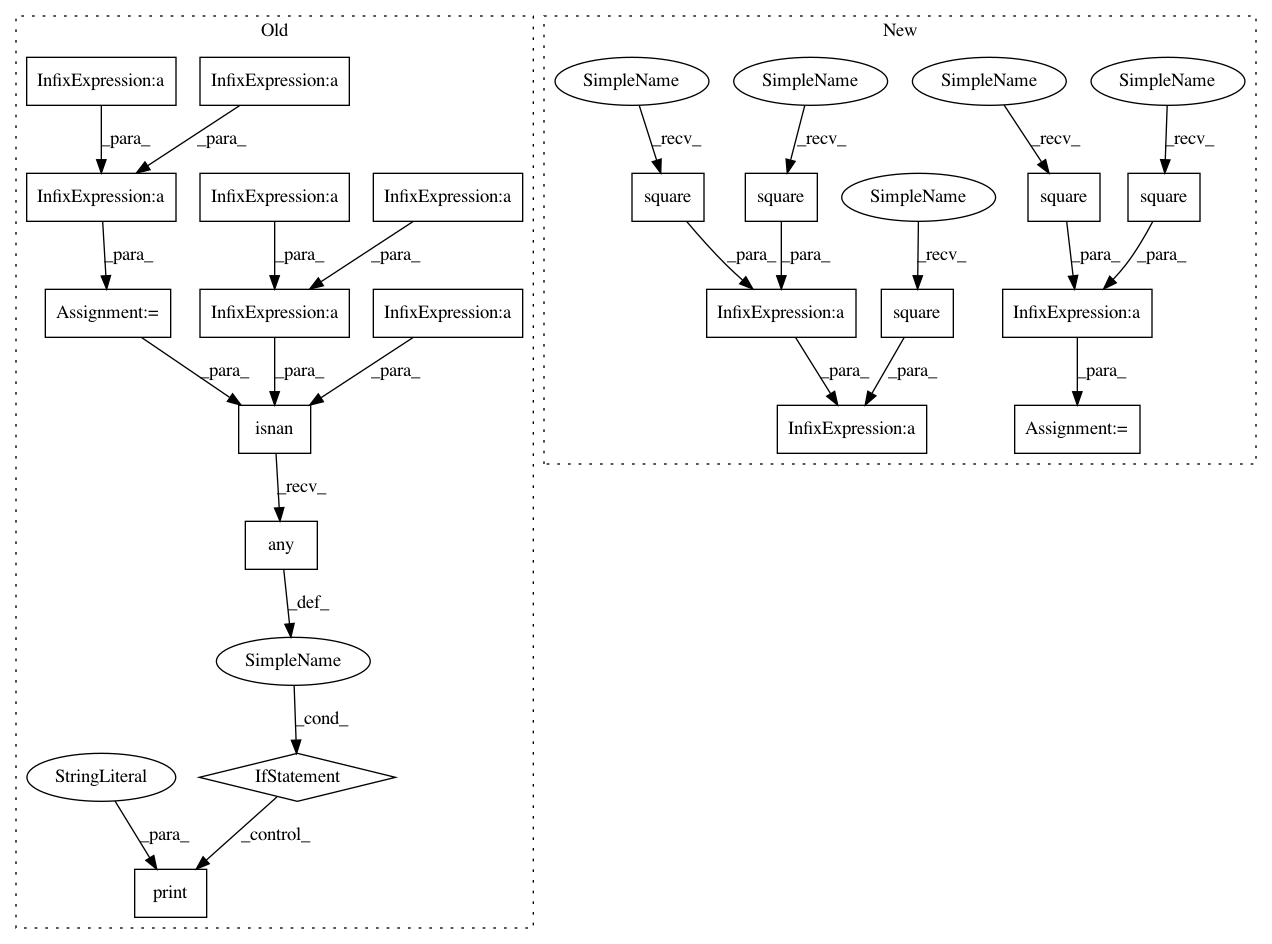 Old
New
InfixExpression:a
InfixExpression:a
SimpleName
SimpleName
SimpleName
SimpleName
_para_
_para_
_recv_
_recv_
_recv_
_recv_
InfixExpression:a
InfixExpression:a
InfixExpression:a
square
square
SimpleName
square
square
_para_
_para_
_para_
_para_
_para_
_recv_
_para_
_para_
Assignment:=
InfixExpression:a
InfixExpression:a
InfixExpression:a
square
InfixExpression:a
_para_
_para_
_para_
_para_
_para_
_para_
isnan
InfixExpression:a
Assignment:=
_recv_
any
_def_
SimpleName
_cond_
StringLiteral
IfStatement
_para_
_control_
print